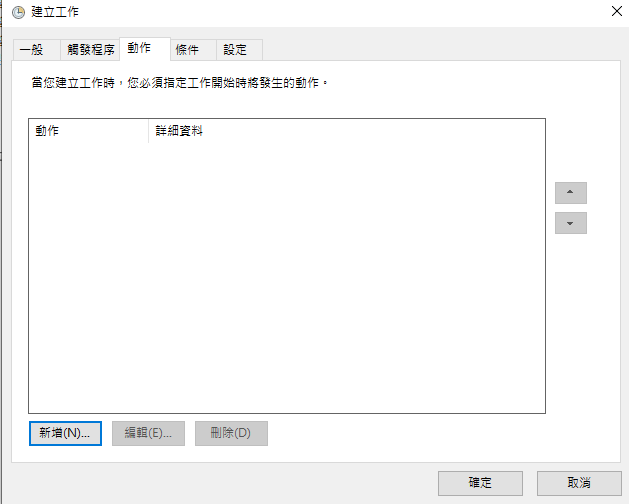 建立工作
一般 觸發程序 動作 條件 設定
當您建立工作時，您必須指定工作開始時將發生的動作。
動作 詳細資料
新增(N)... 編輯(E)... 刪除(D)
確定 取消